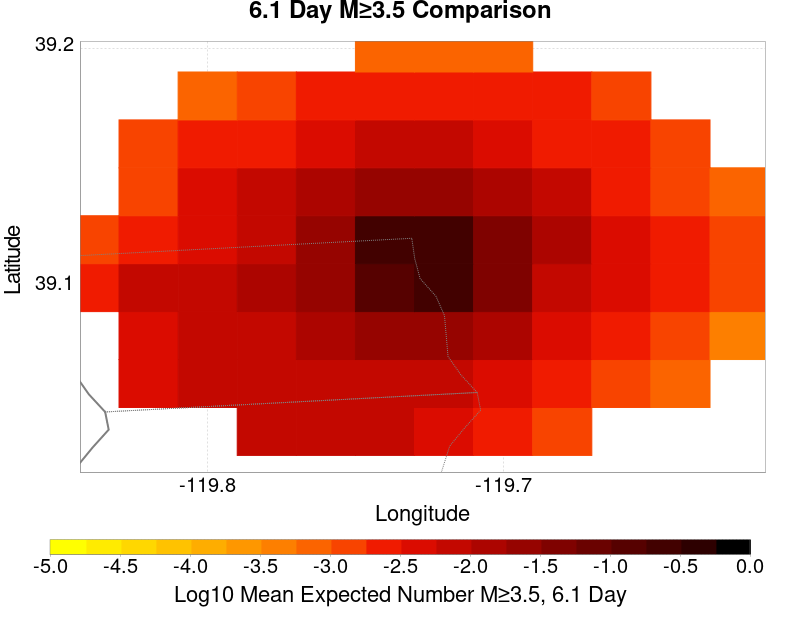 6.1 Day M≥3.5 Comparison
39.2
39.1
Latitude
-119.8 -119.7
Longitude
-5.0 -4.5 -4.0 -3.5 -3.0 -2.5 -2.0 -1.5 -1.0 -0.5 0.0
Log10 Mean Expected Number M≥3.5, 6.1 Day